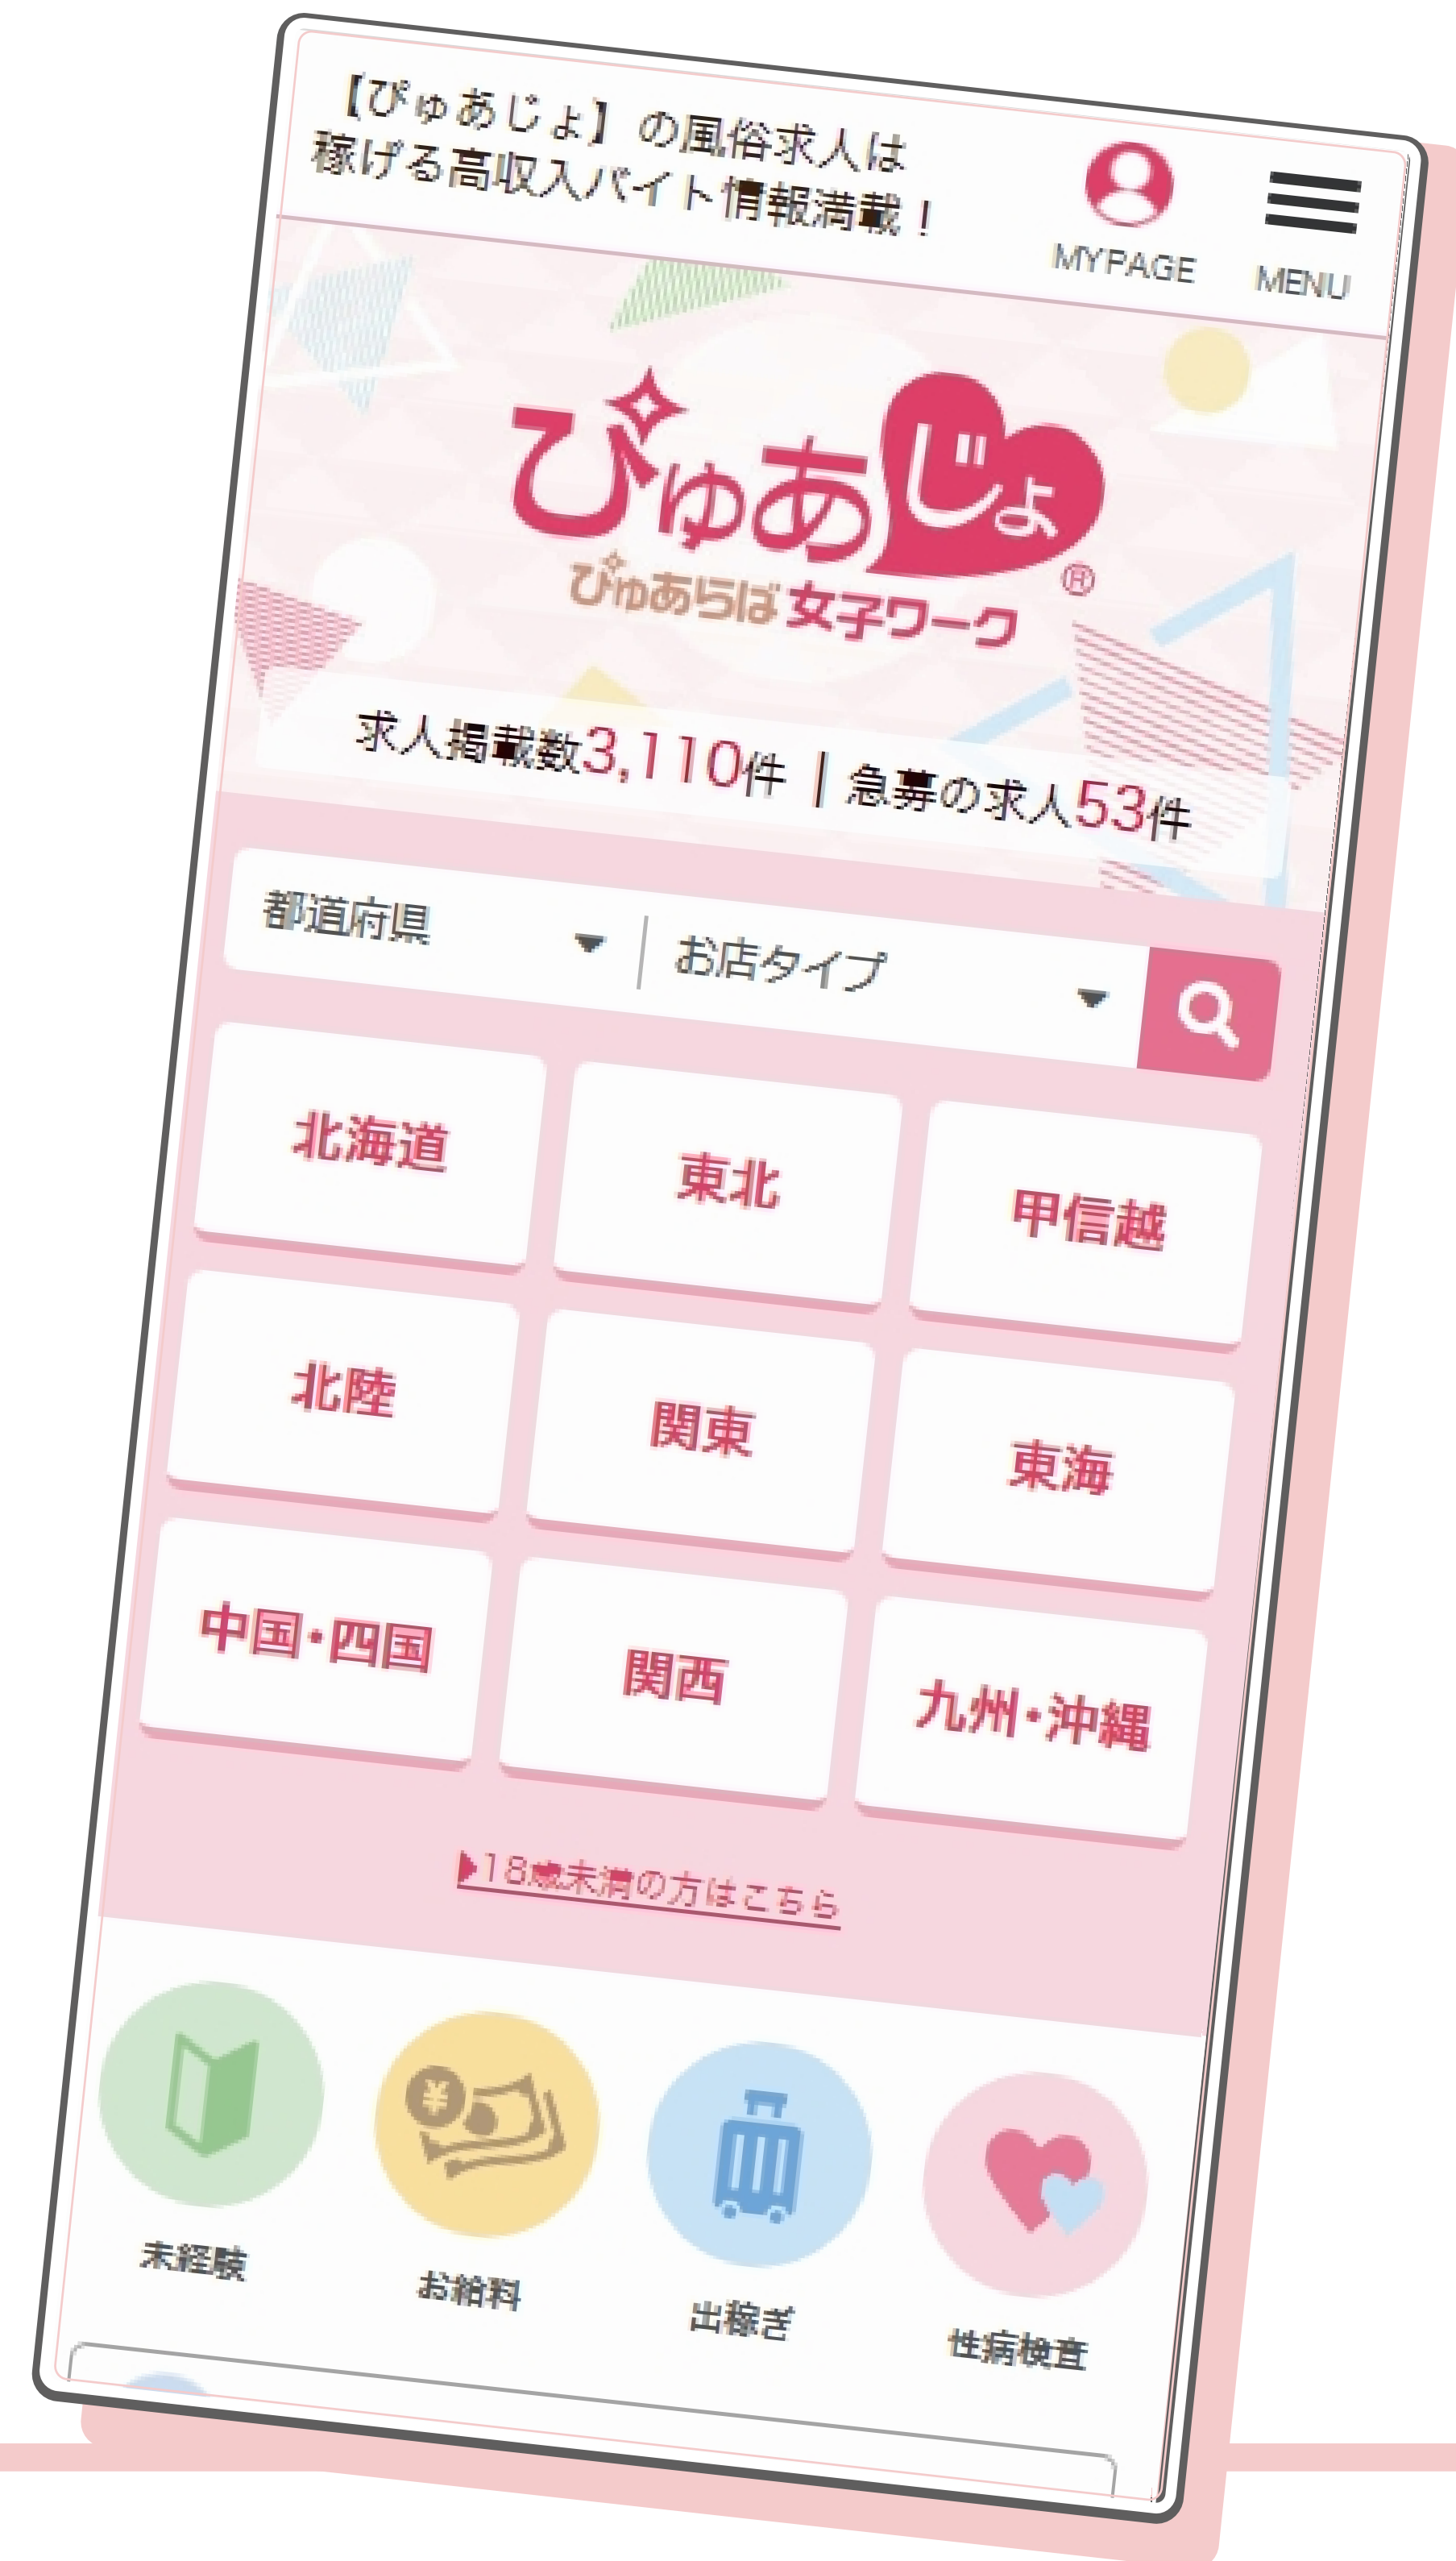 【ぴゅあじょ】の風俗求人は
稼げる高収入バイト情報満載！
MYPAGE
MENU
ぴゅあじょ®
ぴゅあらば 女子ワーク
求人掲載数3,110件 | 急募の求人53件
都道府県
お店タイプ
北海道
東北
甲信越
北陸
関東
東海
中国・四国
関西
九州・沖縄
18歳未満の方はこちら
¥
未経験
お給料
出稼ぎ
性病検査